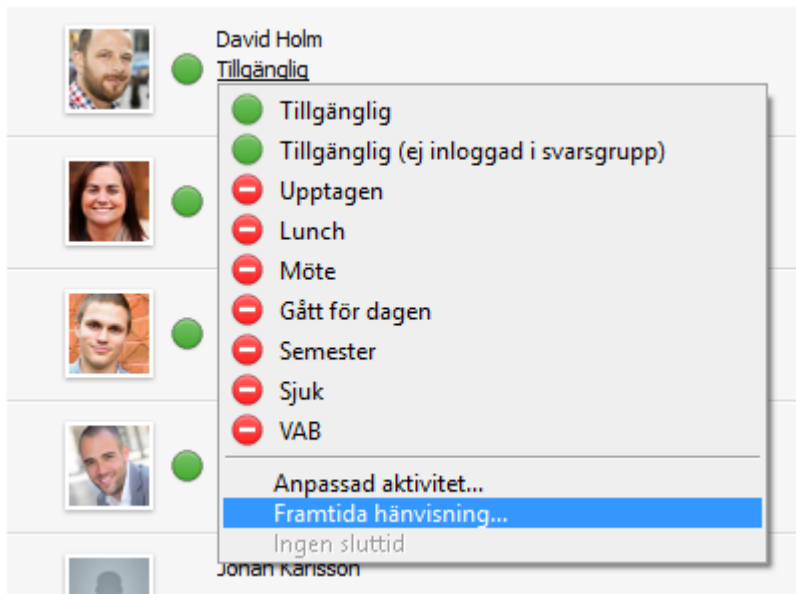 David Holm
Tillgänglig
Tillgänglig
Tillgänglig (ej inloggad i svarsgrupp)
Upptagen
Lunch
Möte
Gått för dagen
Semester
Sjuk
VAB
Anpassad aktivitet...
Framtida hänvisning...
Ingen sluttid
Johan Karlsson